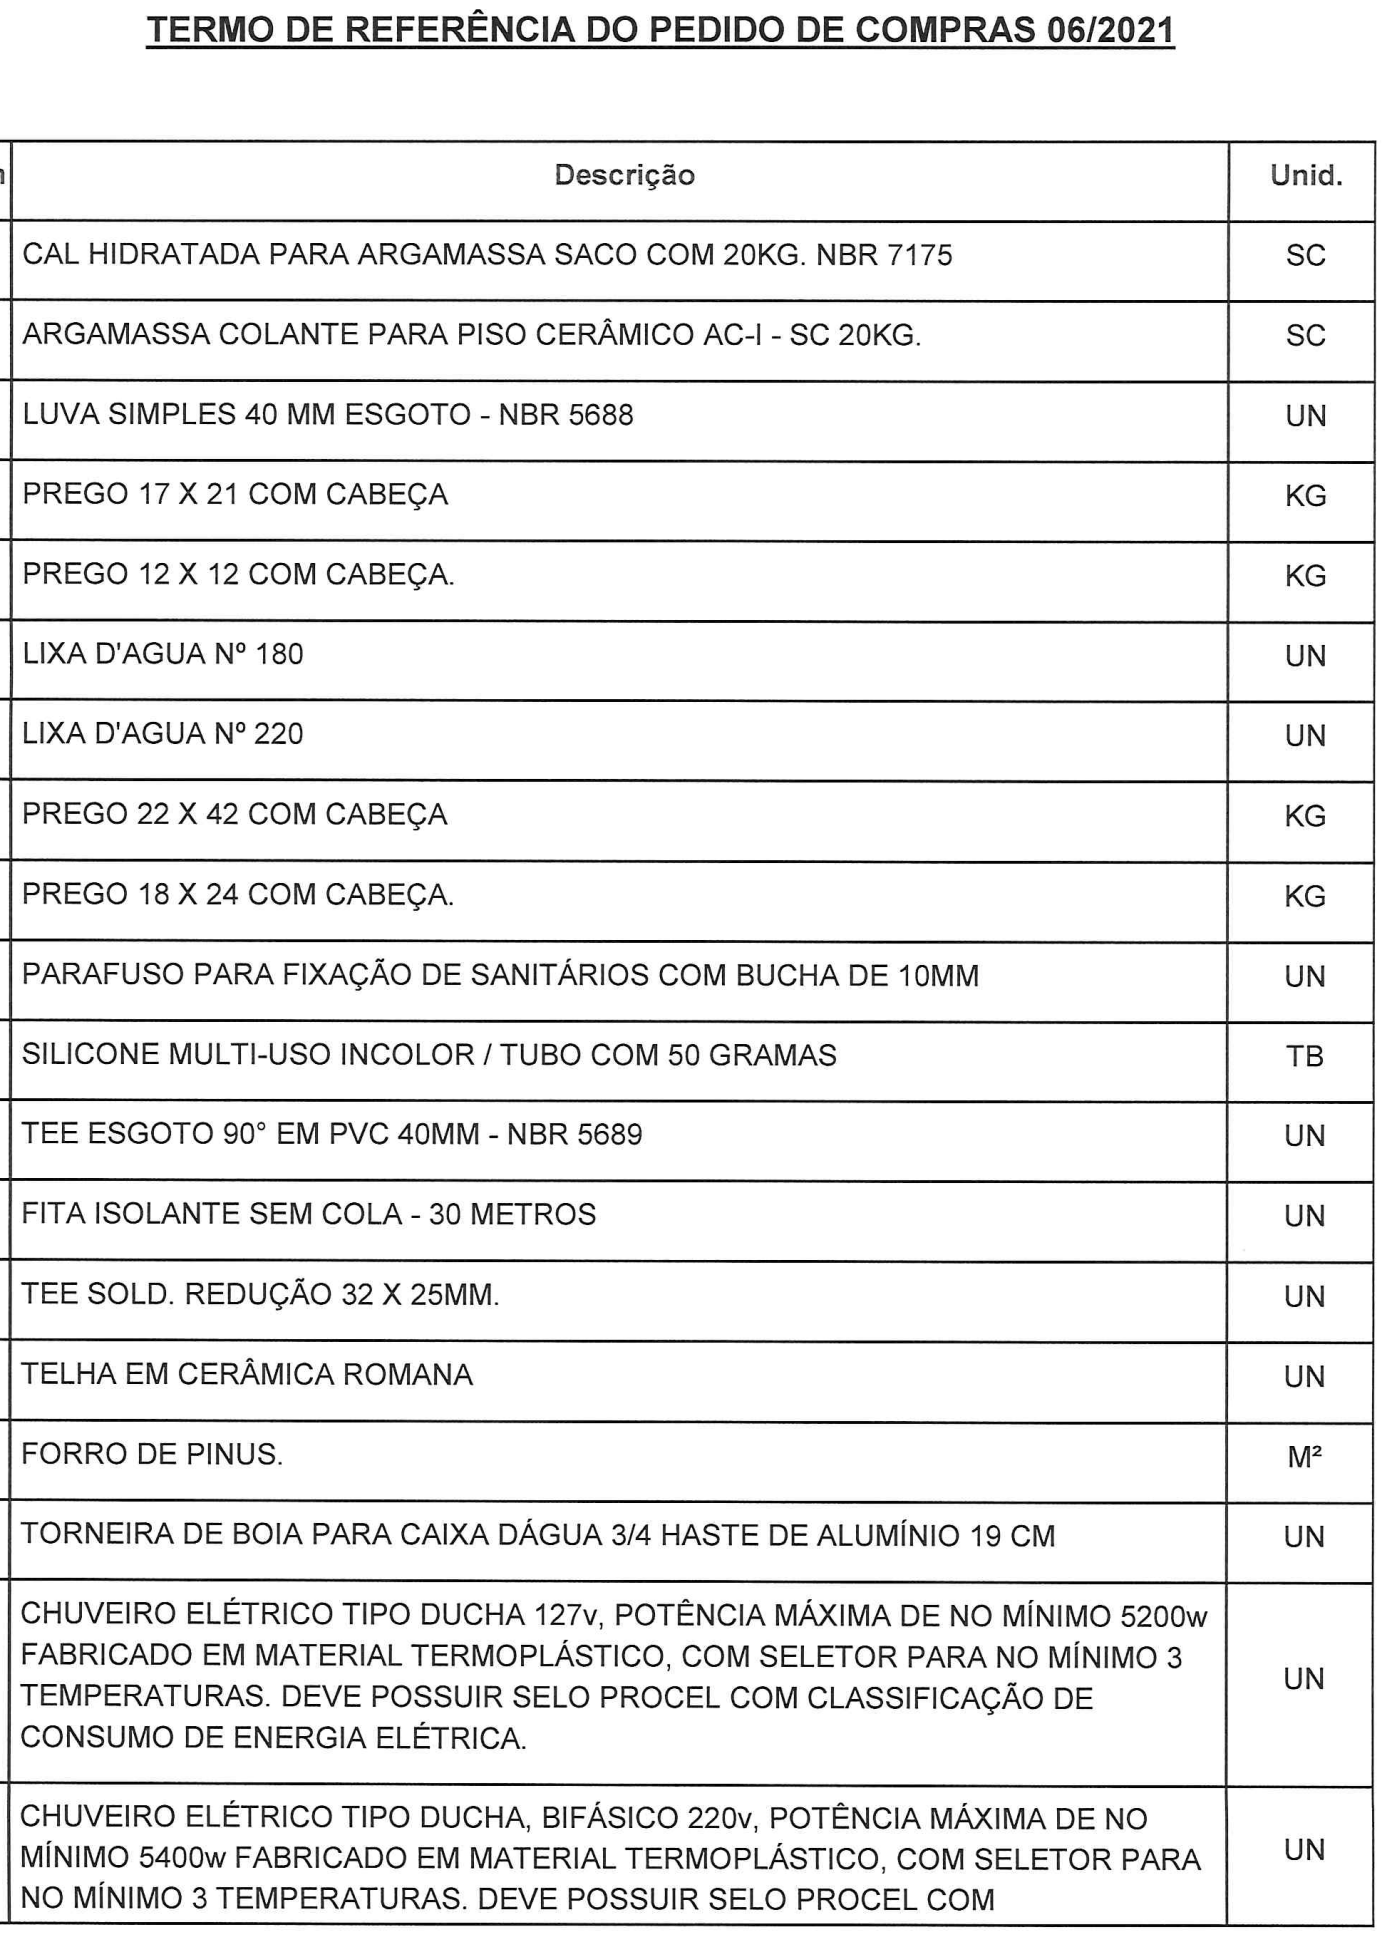 TERMO DE REFERÊNCIA DO PEDIDO DE COMPRAS 06/2021
Descrição Unid.
CAL HIDRATADA PARA ARGAMASSA SACO COM 20KG. NBR 7175 SC
ARGAMASSA COLANTE PARA PISO CERÂMICO AC-I - SC 20KG. SC
LUVA SIMPLES 40 MM ESGOTO - NBR 5688 UN
PREGO 17 X 21 COM CABEÇA KG
PREGO 12 X 12 COM CABEÇA. KG
LIXA D'AGUA Nº 180 UN
LIXA D'AGUA Nº 220 UN
PREGO 22 X 42 COM CABEÇA KG
PREGO 18 X 24 COM CABEÇA. KG
PARAFUSO PARA FIXAÇÃO DE SANITÁRIOS COM BUCHA DE 10MM UN
SILICONE MULTI-USO INCOLOR / TUBO COM 50 GRAMAS TB
TEE ESGOTO 90° EM PVC 40MM - NBR 5689 UN
FITA ISOLANTE SEM COLA - 30 METROS UN
TEE SOLD. REDUÇÃO 32 X 25MM. UN
TELHA EM CERÂMICA ROMANA UN
FORRO DE PINUS. M²
TORNEIRA DE BOIA PARA CAIXA DÁGUA 3/4 HASTE DE ALUMÍNIO 19 CM UN
CHUVEIRO ELÉTRICO TIPO DUCHA 127v, POTÊNCIA MÁXIMA DE NO MÍNIMO 5200w
FABRICADO EM MATERIAL TERMOPLÁSTICO, COM SELETOR PARA NO MÍNIMO 3
TEMPERATURAS. DEVE POSSUIR SELO PROCEL COM CLASSIFICAÇÃO DE
CONSUMO DE ENERGIA ELÉTRICA.
UN
CHUVEIRO ELÉTRICO TIPO DUCHA, BIFÁSICO 220v, POTÊNCIA MÁXIMA DE NO
MÍNIMO 5400w FABRICADO EM MATERIAL TERMOPLÁSTICO, COM SELETOR PARA
NO MÍNIMO 3 TEMPERATURAS. DEVE POSSUIR SELO PROCEL COM
UN